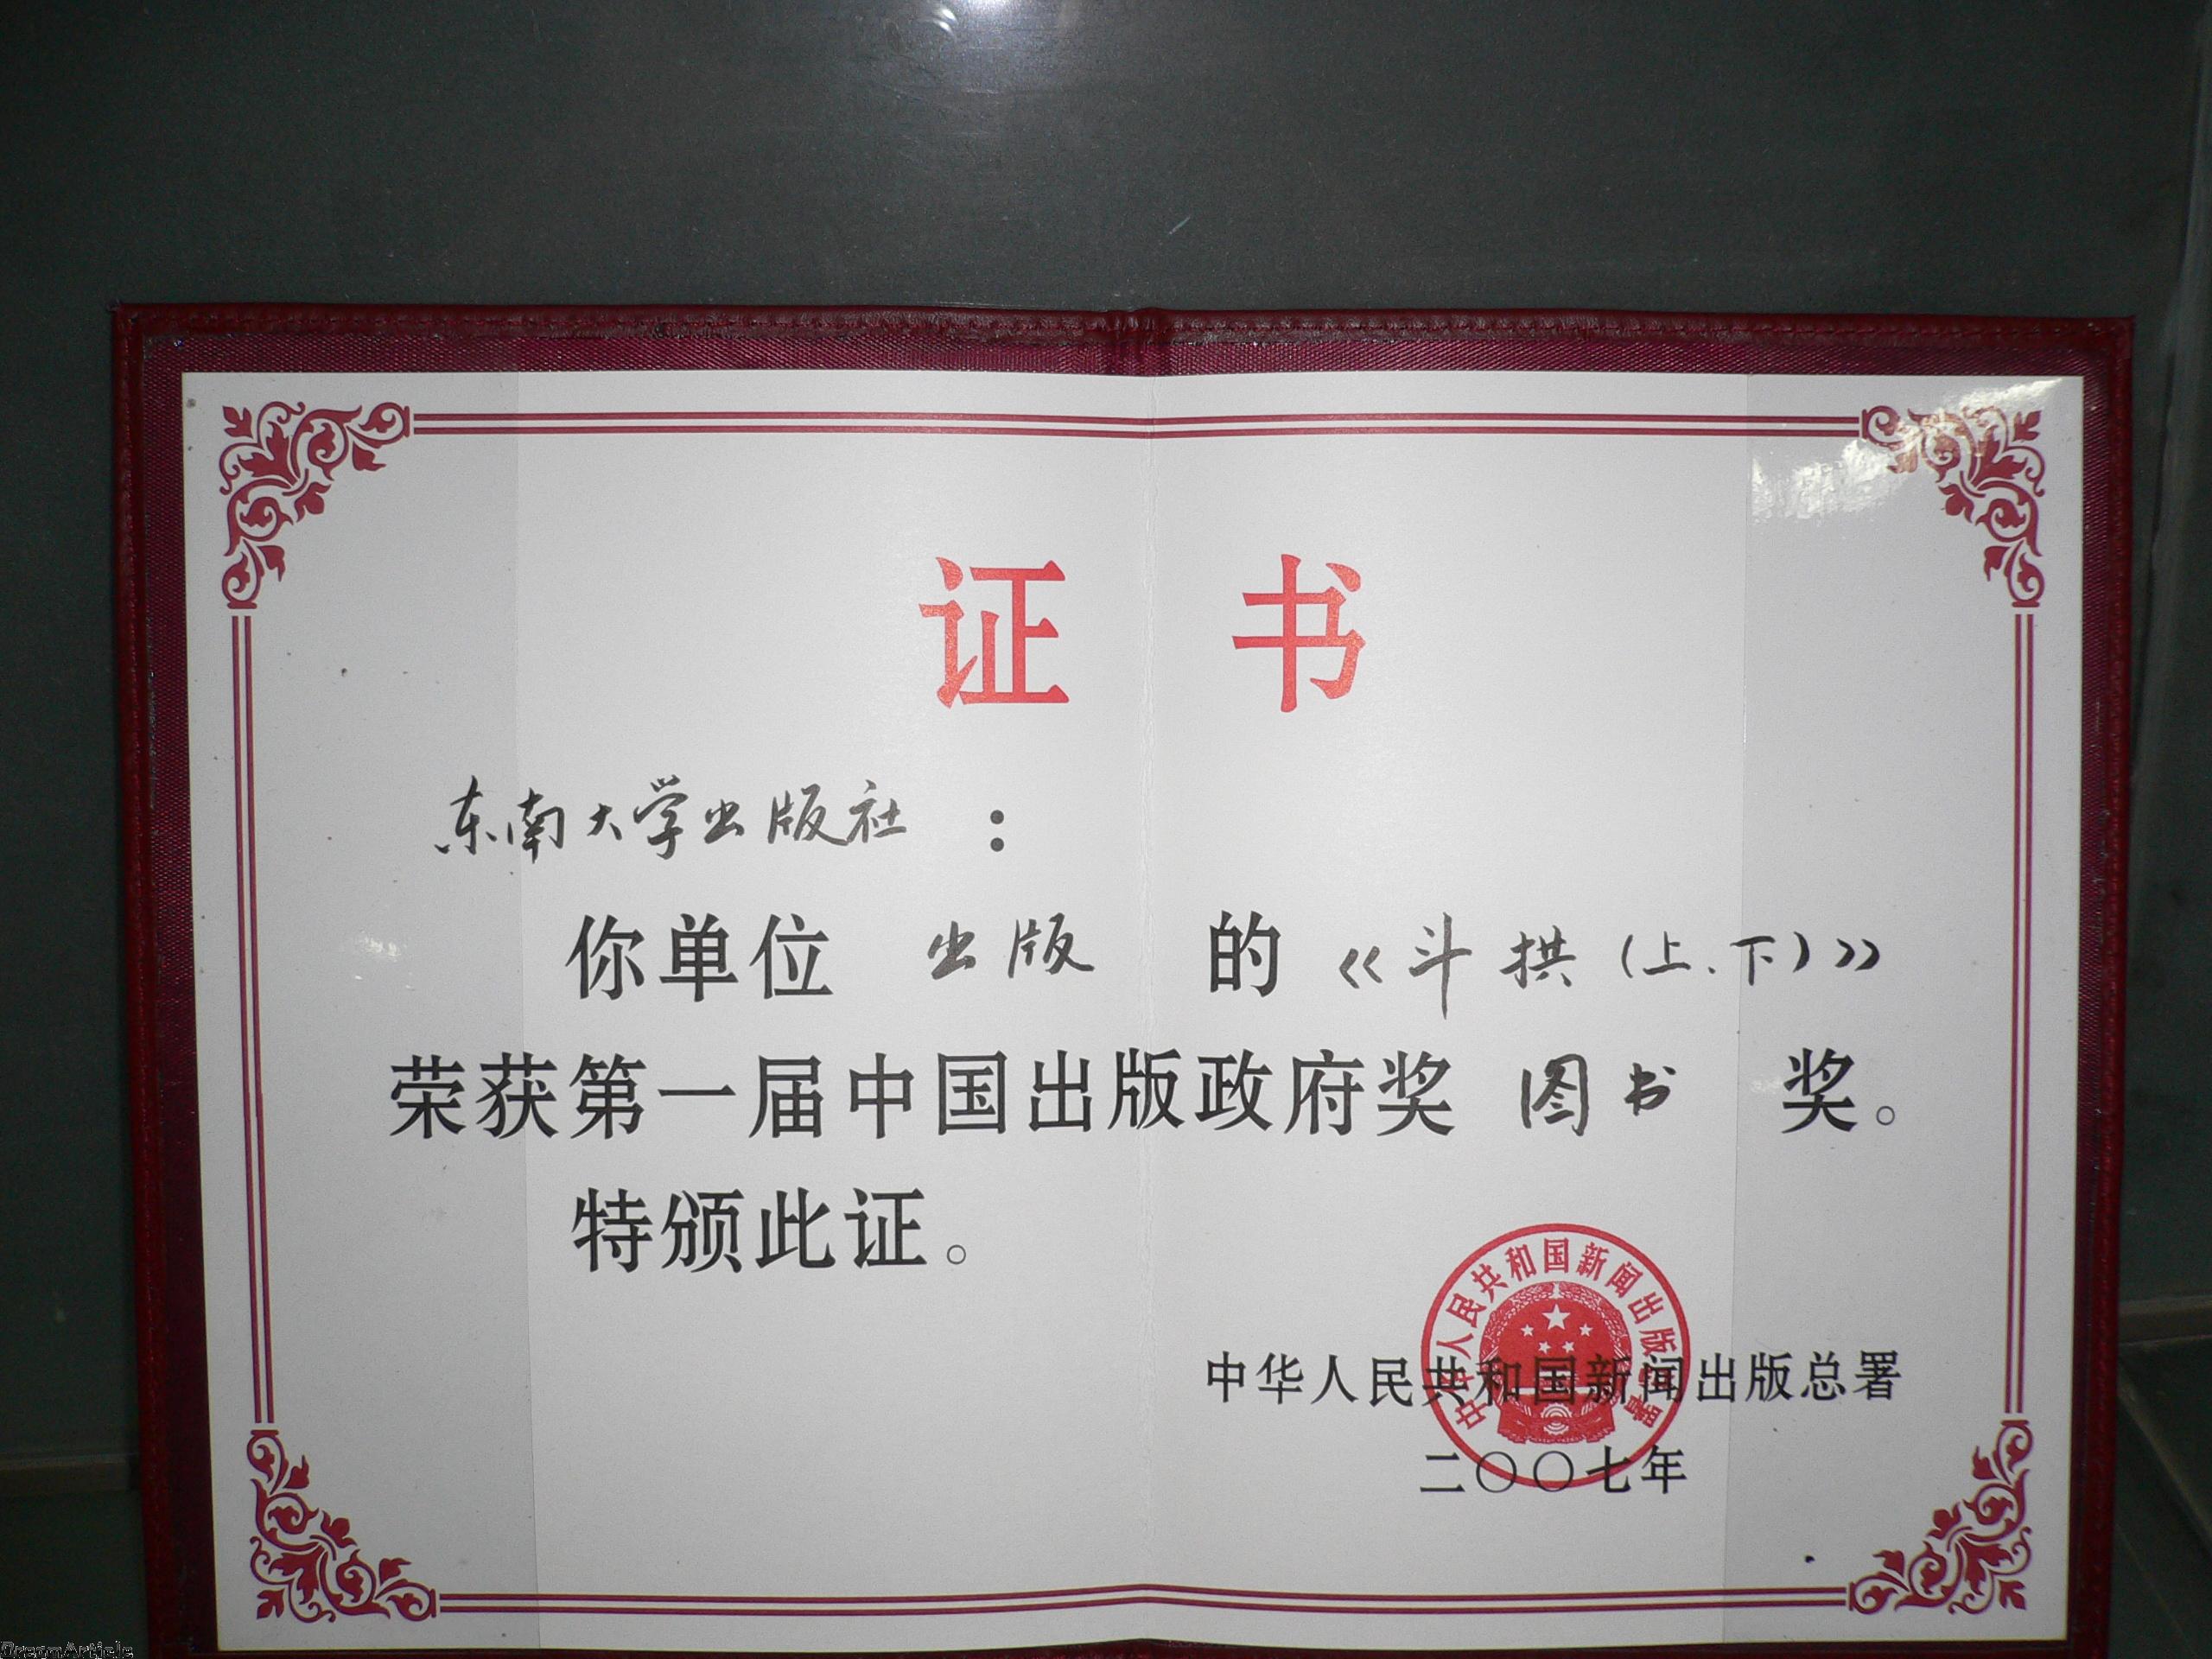 证书
东南大学出版社：
你单位 出版 的《斗拱（上、下）》
荣获第一届中国出版政府奖 图书 奖。
特颁此证。
中华人民共和国新闻出版总署
中华人民共和国新闻出版总署
二〇〇七年
DreamArticle